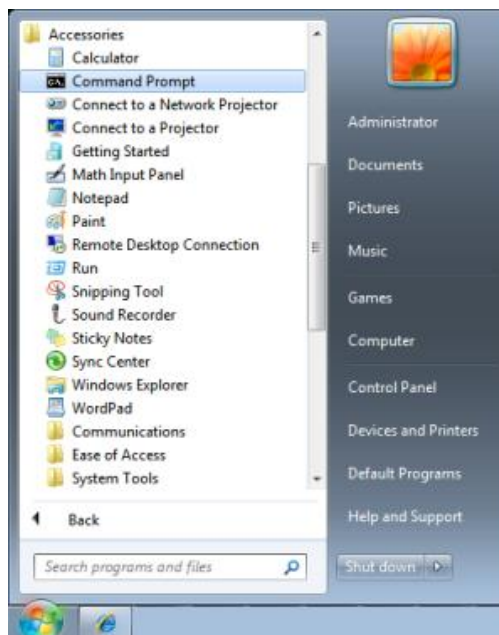 Accessories
Calculator
Command Prompt
Connect to a Network Projector
Connect to a Projector
Getting Started
Math Input Panel
Notepad
Paint
Remote Desktop Connection
Run
Snipping Tool
Sound Recorder
Sticky Notes
Sync Center
Windows Explorer
WordPad
Communications
Ease of Access
System Tools
Back
Search programs and files
Administrator
Documents
Pictures
Music
Games
Computer
Control Panel
Devices and Printers
Default Programs
Help and Support
Shut down